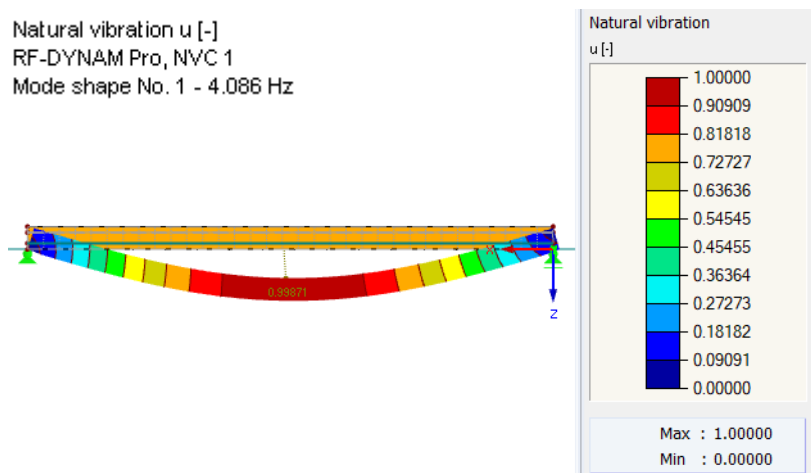 Natural vibration u [-]
RF-DYNAM Pro, NVC 1
Mode shape No. 1 - 4.086 Hz
0.99871
X
Z
Natural vibration
u [-]
1.00000
0.90909
0.81818
0.72727
0.63636
0.54545
0.45455
0.36364
0.27273
0.18182
0.09091
0.00000
Max : 1.00000
Min : 0.00000